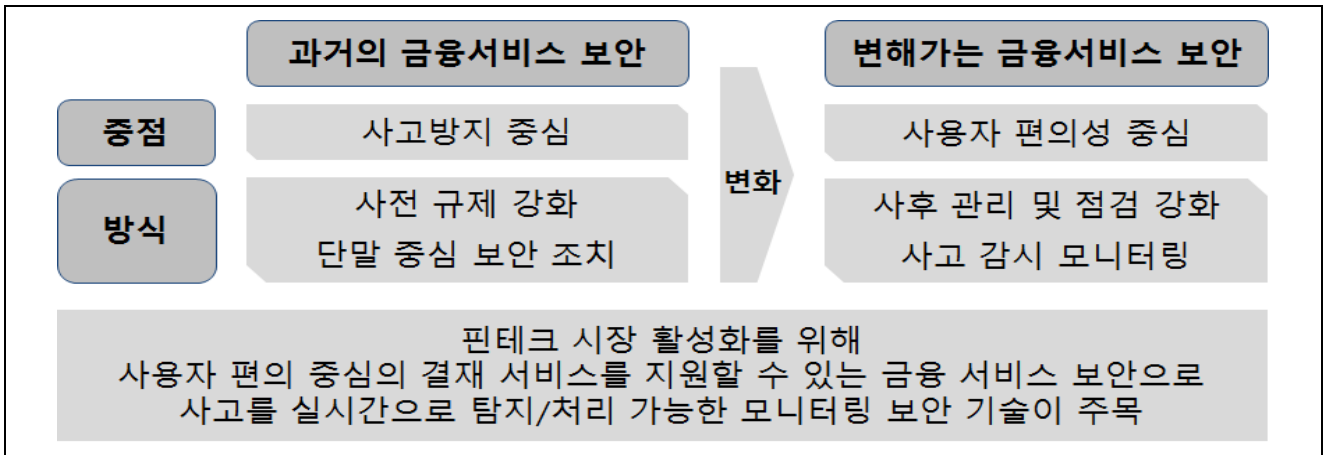 과거의 금융서비스 보안
변해가는 금융서비스 보안
중점
사고방지 중심
사용자 편의성 중심
변화
방식
사전 규제 강화
단말 중심 보안 조치
사후 관리 및 점검 강화
사고 감시 모니터링
핀테크 시장 활성화를 위해
사용자 편의 중심의 결재 서비스를 지원할 수 있는 금융 서비스 보안으로
사고를 실시간으로 탐지/처리 가능한 모니터링 보안 기술이 주목